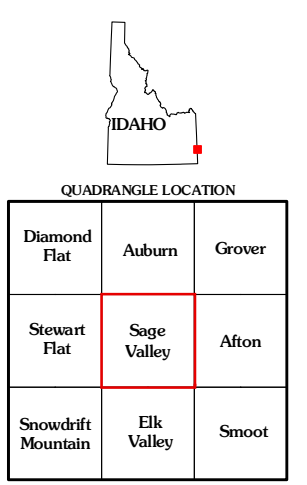 IDAHO
QUADRANGLE LOCATION
Diamond
Flat
Auburn
Grover
Stewart
Flat
Sage
Valley
Afton
Snowdrift
Mountain
Elk
Valley
Smoot